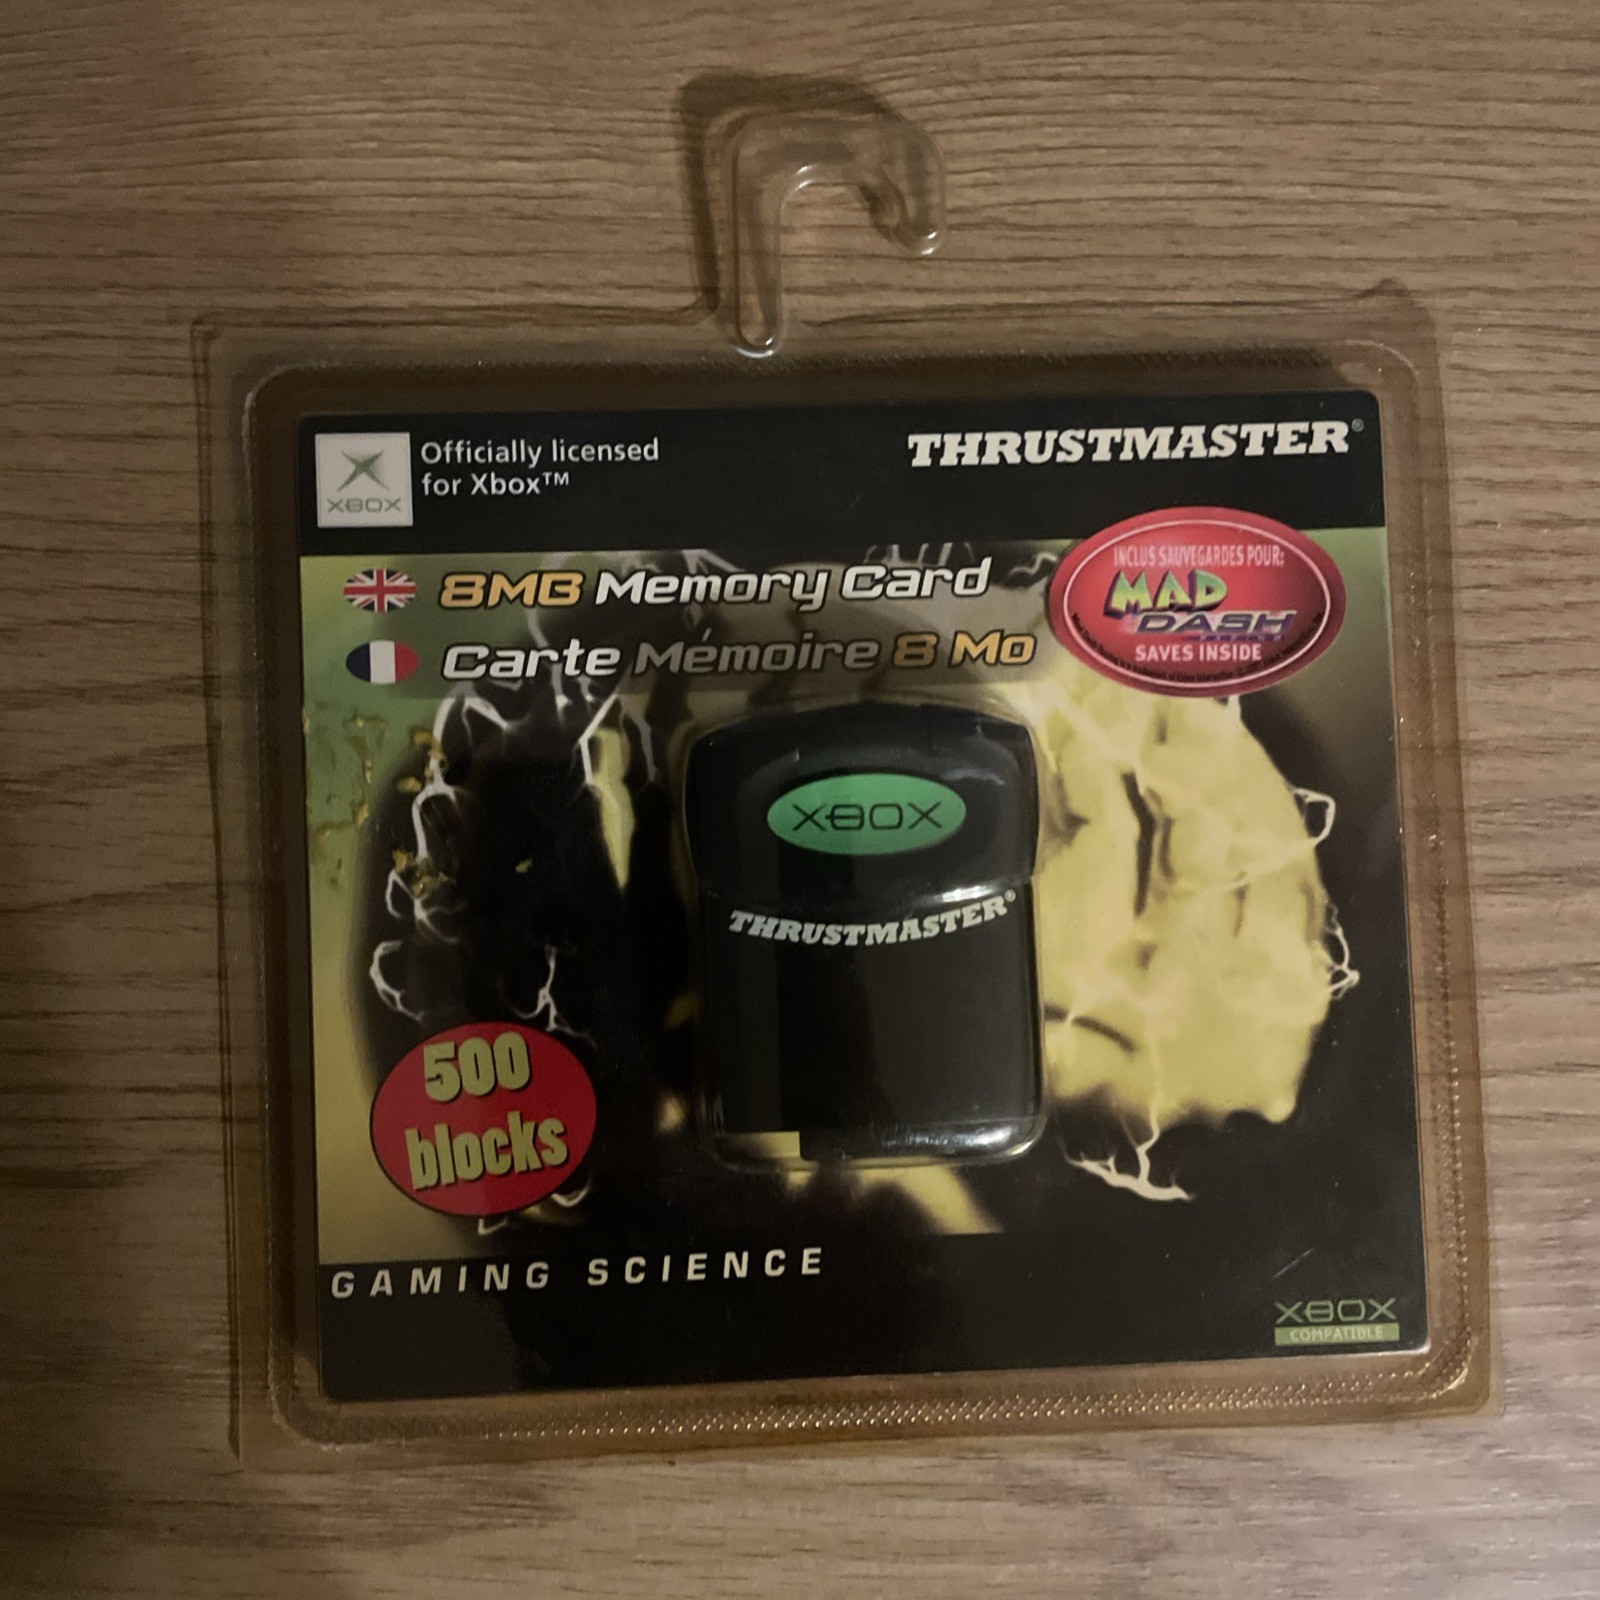 XBOX
Officially licensed
for Xbox™
THRUSTMASTER®
8MB Memory Card
Carte Mémoire 8 Mo
INCLUS SAUVEGARDES POUR:
MAD
DASH
SAVES INSIDE
XBOX
THRUSTMASTER®
500
blocks
GAMING SCIENCE
XBOX
COMPATIBLE